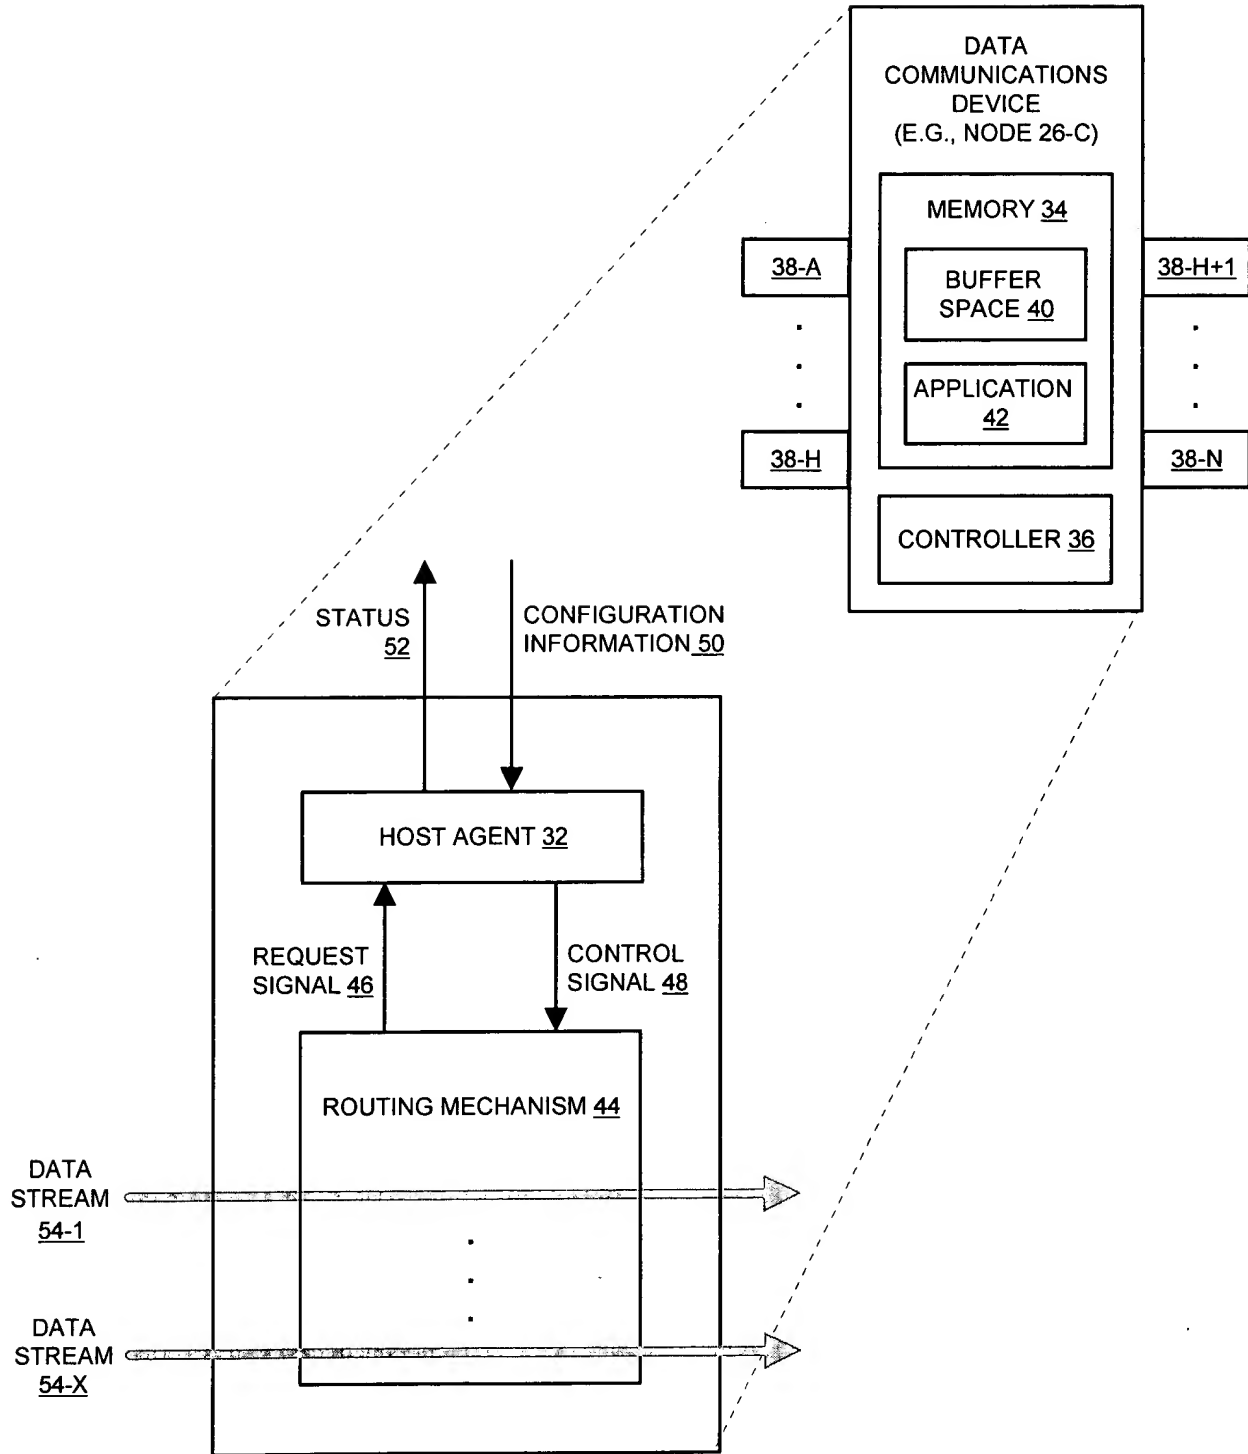 DATA
COMMUNICATIONS
DEVICE
(E.G., NODE 26-C)
MEMORY 34
BUFFER
SPACE 40
APPLICATION
42
CONTROLLER 36
38-A
38-H
38-H+1
38-N
STATUS
52
CONFIGURATION
INFORMATION 50
HOST AGENT 32
REQUEST
SIGNAL 46
CONTROL
SIGNAL 48
ROUTING MECHANISM 44
DATA
STREAM
54-1
DATA
STREAM
54-X